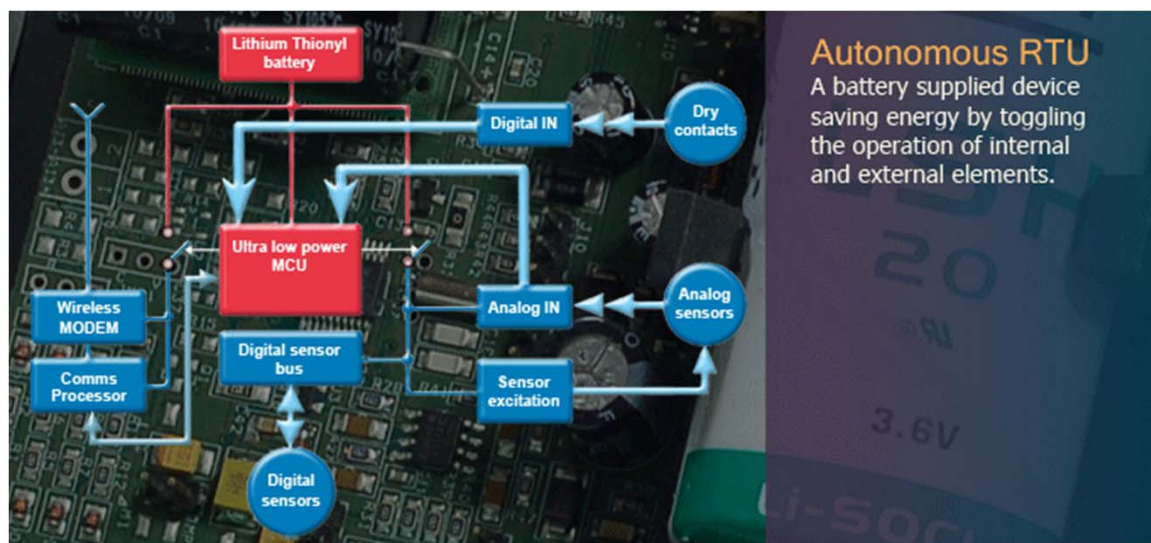 Lithium Thionyl
battery
Digital IN
Dry
contacts
Ultra low power
MCU
Wireless
MODEM
Comms
Processor
Digital sensor
bus
Analog IN
Analog
sensors
Sensor
excitation
Digital
sensors
Autonomous RTU
A battery supplied device
saving energy by toggling
the operation of internal
and external elements.
3.6V